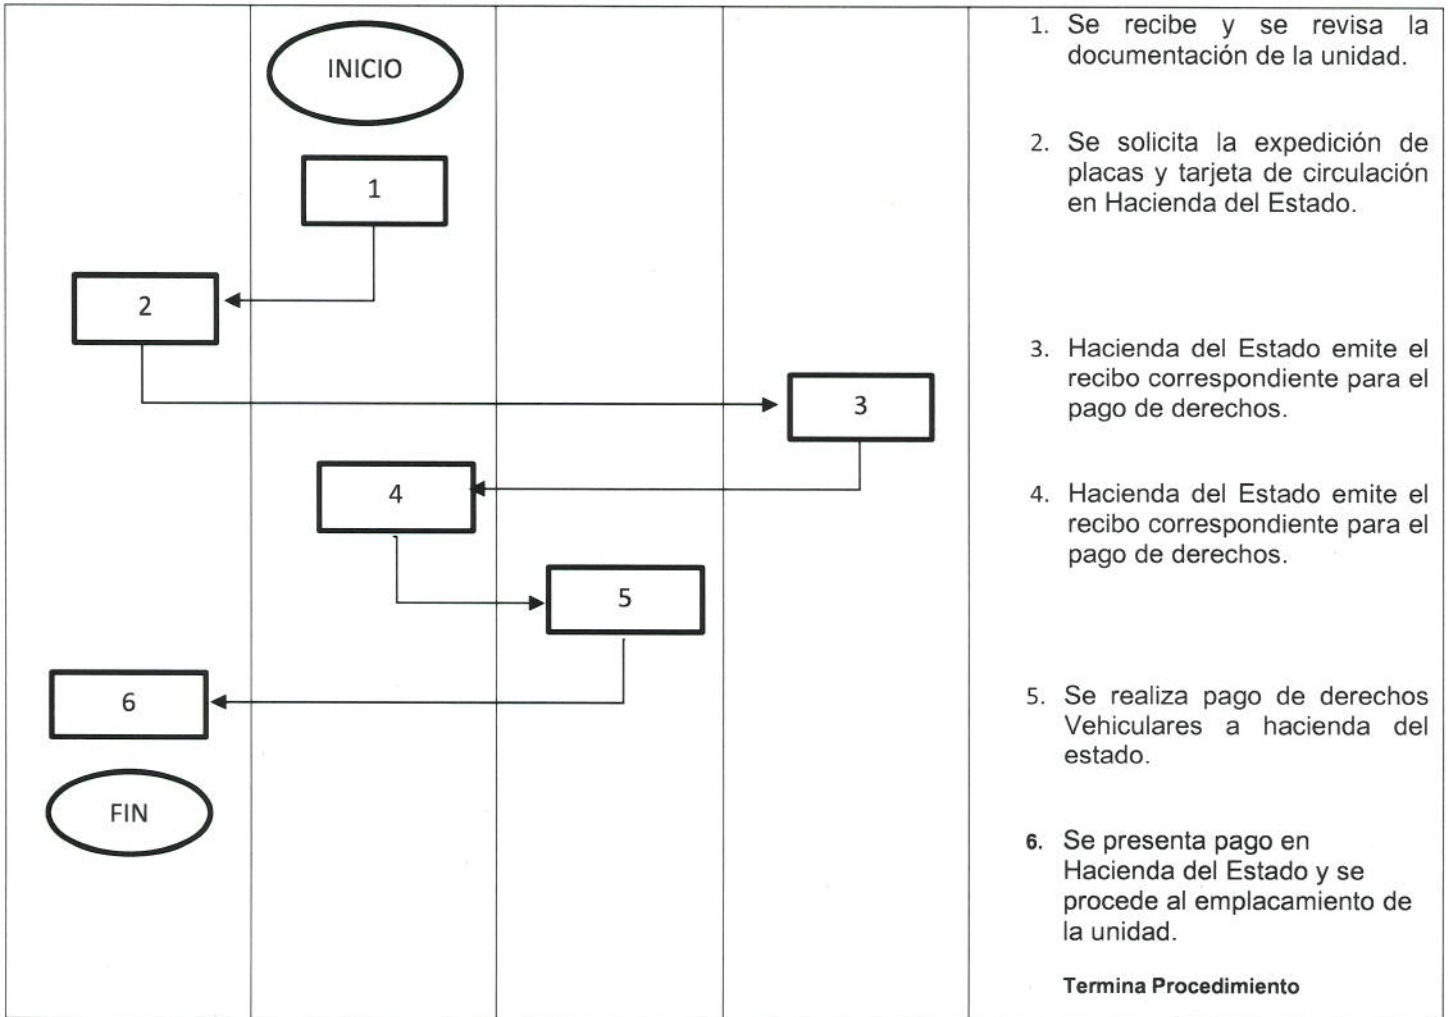 INICIO
1
2
3
4
5
6
FIN
1. Se recibe y se revisa la
documentación de la unidad.
2. Se solicita la expedición de
placas y tarjeta de circulación
en Hacienda del Estado.
3. Hacienda del Estado emite el
recibo correspondiente para el
pago de derechos.
4. Hacienda del Estado emite el
recibo correspondiente para el
pago de derechos.
5. Se realiza pago de derechos
Vehiculares a hacienda del
estado.
6. Se presenta pago en
Hacienda del Estado y se
procede al emplacamiento de
la unidad.
Termina Procedimiento